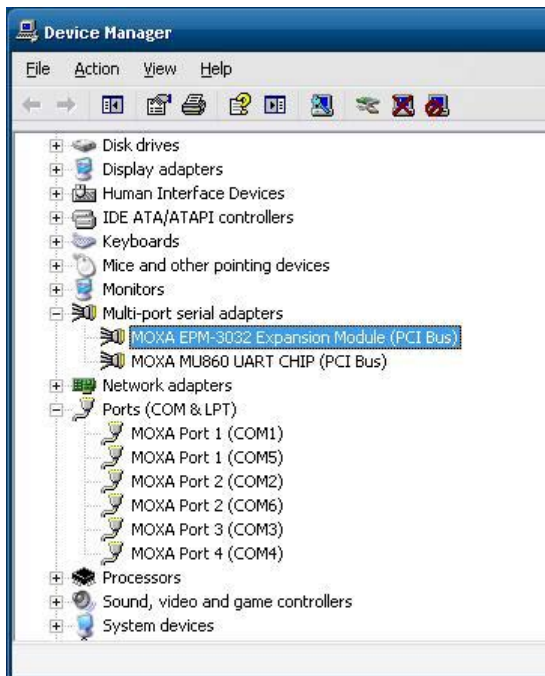 Device Manager
File Action View Help
Disk drives
Display adapters
Human Interface Devices
IDE ATA/ATAPI controllers
Keyboards
Mice and other pointing devices
Monitors
Multi-port serial adapters
MOXA EPM-3032 Expansion Module (PCI Bus)
MOXA MU860 UART CHIP (PCI Bus)
Network adapters
Ports (COM & LPT)
MOXA Port 1 (COM1)
MOXA Port 1 (COM5)
MOXA Port 2 (COM2)
MOXA Port 2 (COM6)
MOXA Port 3 (COM3)
MOXA Port 4 (COM4)
Processors
Sound, video and game controllers
System devices